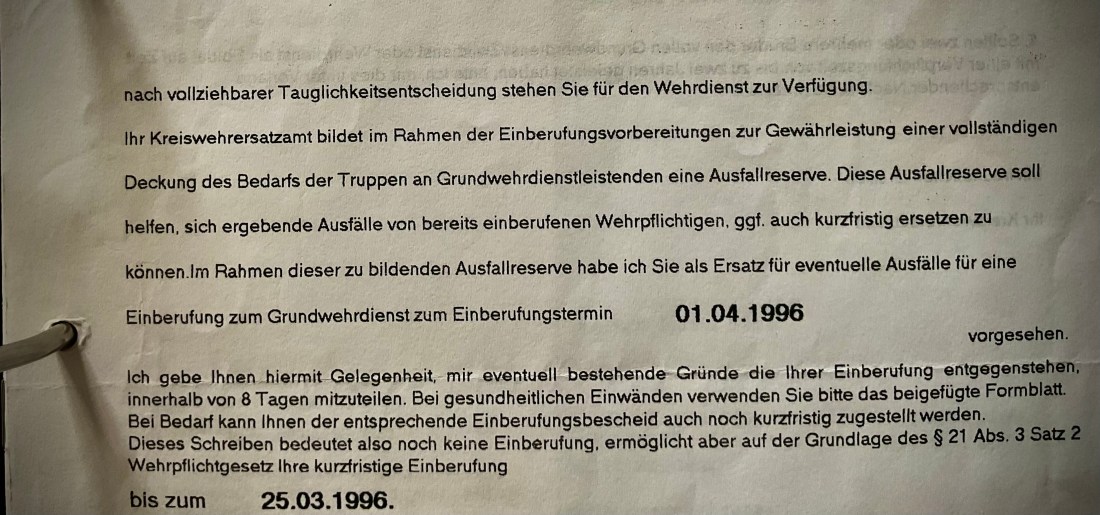 nach vollziehbarer Tauglichkeitsentscheidung stehen Sie für den Wehrdienst zur Verfügung.
Ihr Kreiswehrersatzamt bildet im Rahmen der Einberufungsvorbereitungen zur Gewährleistung einer vollständigen
Deckung des Bedarfs der Truppen an Grundwehrdienstleistenden eine Ausfallreserve. Diese Ausfallreserve soll
helfen, sich ergebende Ausfälle von bereits einberufenen Wehrpflichtigen, ggf. auch kurzfristig ersetzen zu
können.Im Rahmen dieser zu bildenden Ausfallreserve habe ich Sie als Ersatz für eventuelle Ausfälle für eine
Einberufung zum Grundwehrdienst zum Einberufungstermin 01.04.1996
vorgesehen.
Ich gebe Ihnen hiermit Gelegenheit, mir eventuell bestehende Gründe die Ihrer Einberufung entgegenstehen,
innerhalb von 8 Tagen mitzuteilen. Bei gesundheitlichen Einwänden verwenden Sie bitte das beigefügte Formblatt.
Bei Bedarf kann Ihnen der entsprechende Einberufungsbescheid auch noch kurzfristig zugestellt werden.
Dieses Schreiben bedeutet also noch keine Einberufung, ermöglicht aber auf der Grundlage des § 21 Abs. 3 Satz 2
Wehrpflichtgesetz Ihre kurzfristige Einberufung
bis zum 25.03.1996.